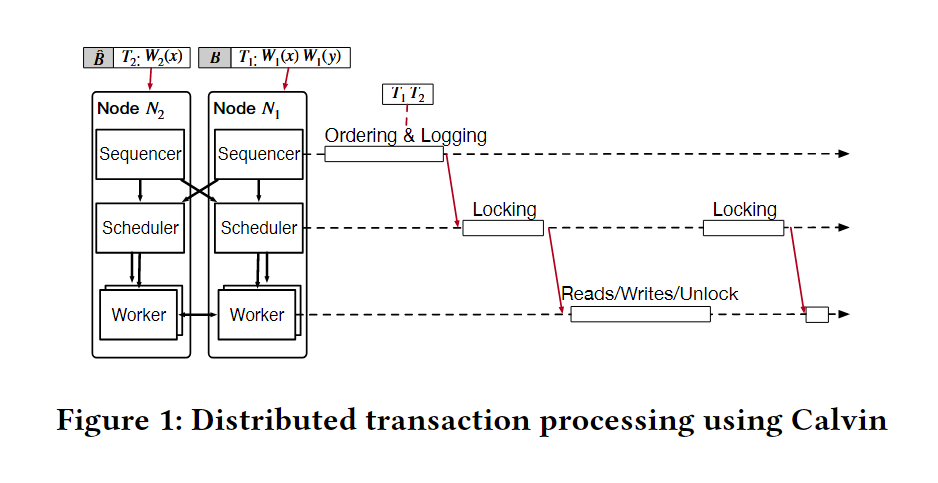 B̂ T₂: W₂(x) B T₁: W₁(x) W₁(y)
T₁ T₂
Node N₂ Node N₁
Ordering & Logging
Sequencer Sequencer
Locking Locking
Scheduler Scheduler
Reads/Writes/Unlock
Worker Worker
Figure 1: Distributed transaction processing using Calvin